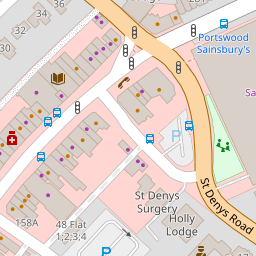 36
34
32
30
Portswood
Sainsbury's
Sa
P
St Denys
Surgery
St Denys Road
Holly
Lodge
158A
48 Flat
1;2;3;4
P